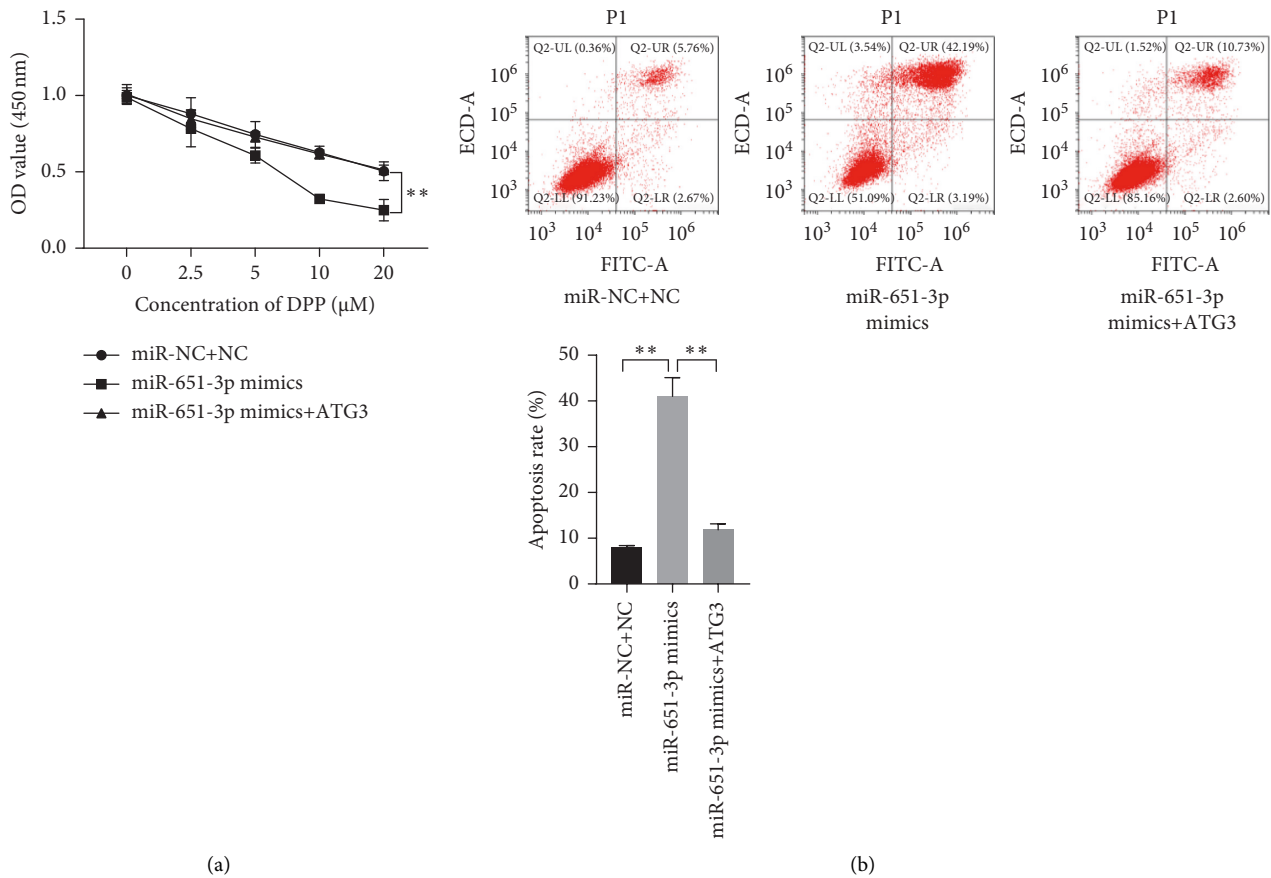 1.5
1.0
0.5
0.0
OD value (450 nm)
**
0 2.5 5 10 20
Concentration of DPP (μM)
miR-NC+NC
miR-651-3p mimics
miR-651-3p mimics+ATG3
(a)
P1
Q2-UL (0.36%) Q2-UR (5.76%)
Q2-LL (91.23%) Q2-LR (2.67%)
10⁶
10⁵
10⁴
10³
ECD-A
10³ 10⁴ 10⁵ 10⁶
FITC-A
miR-NC+NC
P1
Q2-UL (3.54%) Q2-UR (42.19%)
Q2-LL (51.09%) Q2-LR (3.19%)
10⁶
10⁵
10⁴
10³
ECD-A
10³ 10⁴ 10⁵ 10⁶
FITC-A
miR-651-3p
mimics
P1
Q2-UL (1.52%) Q2-UR (10.73%)
Q2-LL (85.16%) Q2-LR (2.60%)
10⁶
10⁵
10⁴
10³
ECD-A
10³ 10⁴ 10⁵ 10⁶
FITC-A
miR-651-3p
mimics+ATG3
50
40
30
20
10
0
Apoptosis rate (%)
** **
miR-NC+NC
miR-651-3p mimics
miR-651-3p mimics+ATG3
(b)